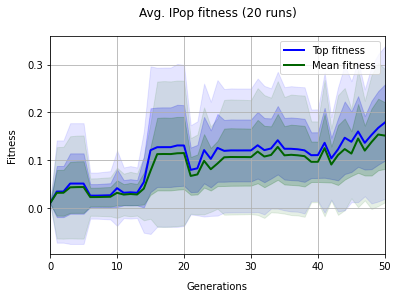 Avg. IPop fitness (20 runs)
Top fitness
Mean fitness
Fitness
0.3
0.2
0.1
0.0
0 10 20 30 40 50
Generations